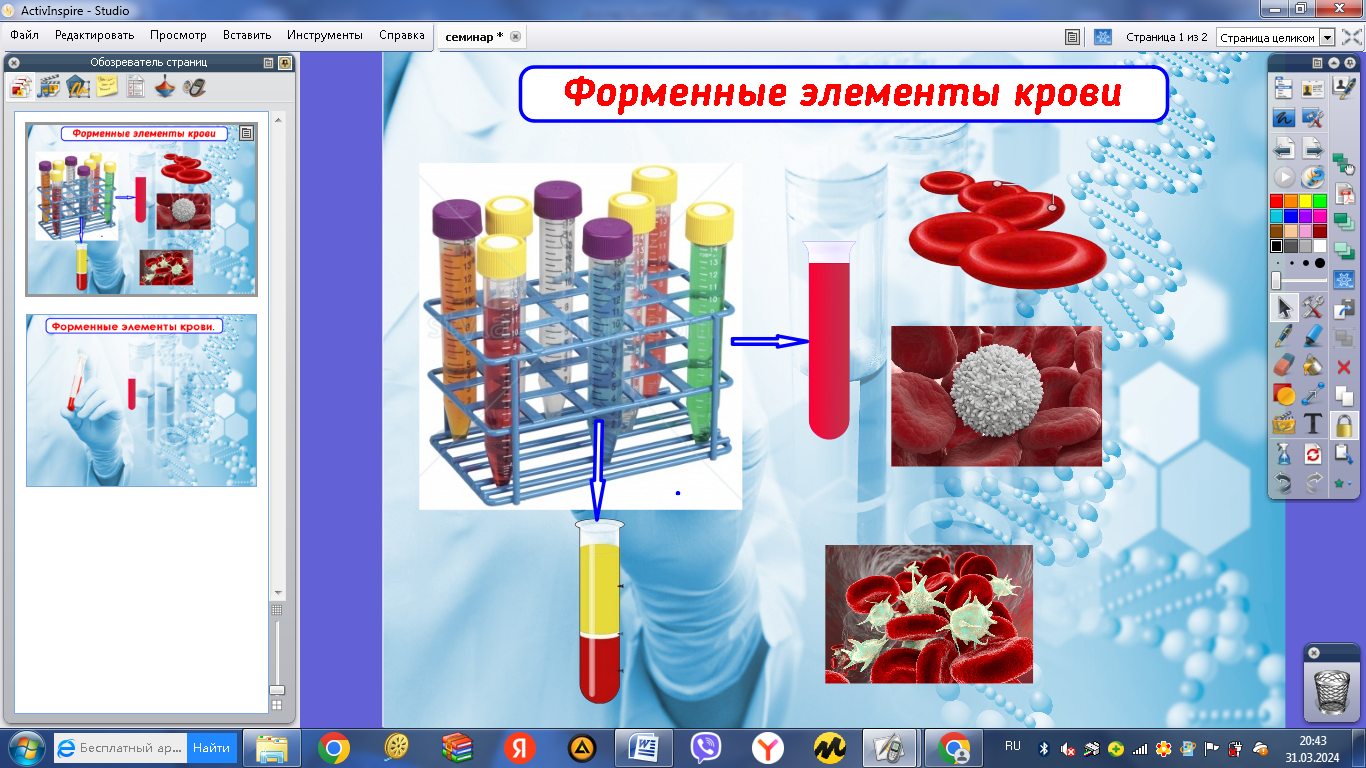 ActivInspire - Studio
Файл Редактировать Просмотр Вставить Инструменты Справка
семинар *
Страница 1 из 2
Страница целиком
Обозреватель страниц
Форменные элементы крови
Форменные элементы крови.
Форменные элементы крови
Бесплатный ар...
Найти
RU
20:43
31.03.2024